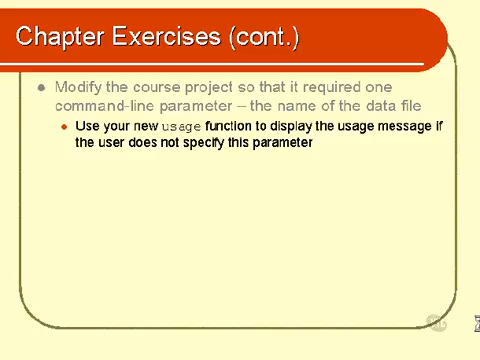 Chapter Exercises (cont.)
Modify the course project so that it required one
command-line parameter – the name of the data file
Use your new usage function to display the usage message if
the user does not specify this parameter